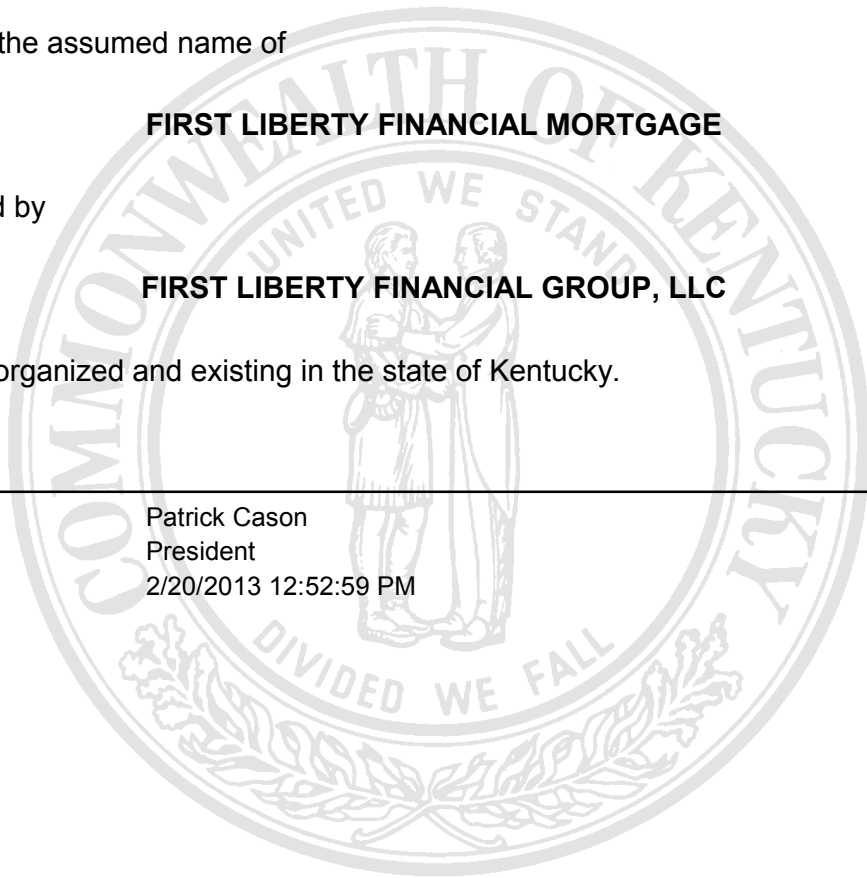 the assumed name of
FIRST LIBERTY FINANCIAL MORTGAGE
d by
FIRST LIBERTY FINANCIAL GROUP, LLC
organized and existing in the state of Kentucky.
Patrick Cason
President
2/20/2013 12:52:59 PM
COMMONWEALTH OF KENTUCKY
UNITED WE STAND
DIVIDED WE FALL